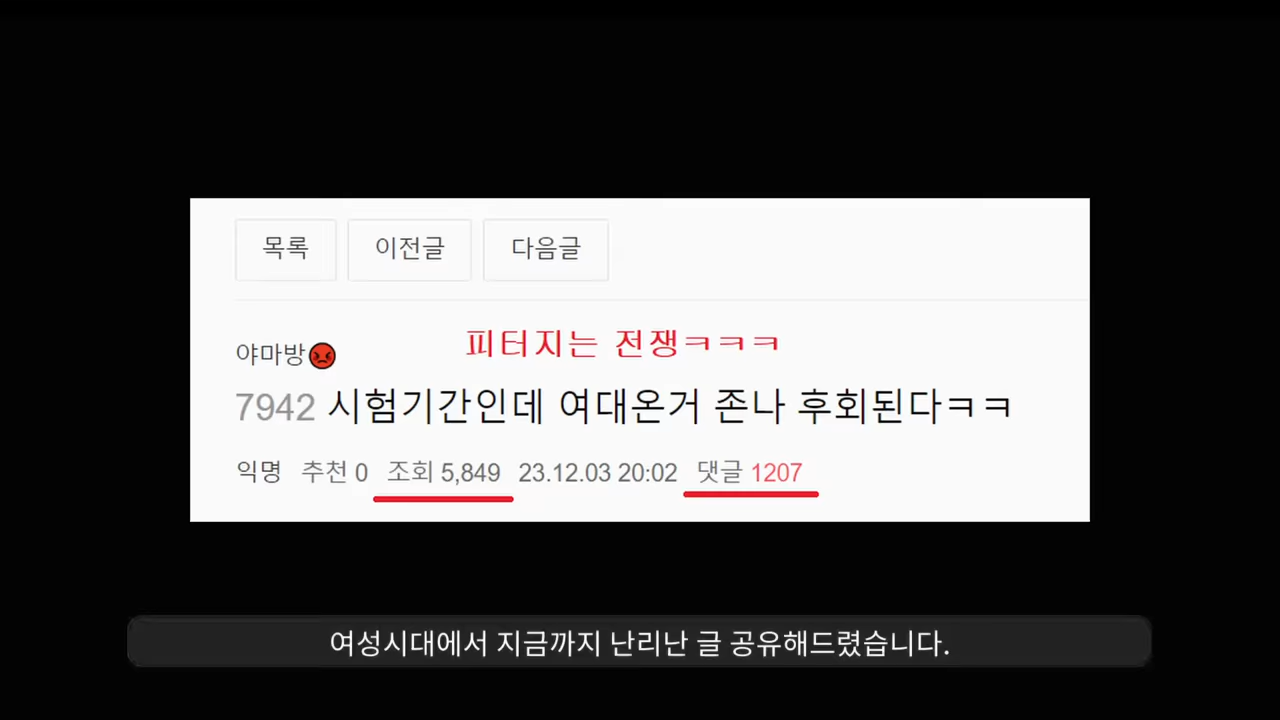 목록 이전글 다음글
야마방😡
피터지는 전쟁ㅋㅋㅋ
7942 시험기간인데 여대온거 존나 후회된다ㅋㅋ
익명 추천 0 조회 5,849 23.12.03 20:02 댓글 1207
여성시대에서 지금까지 난리난 글 공유해드렸습니다.